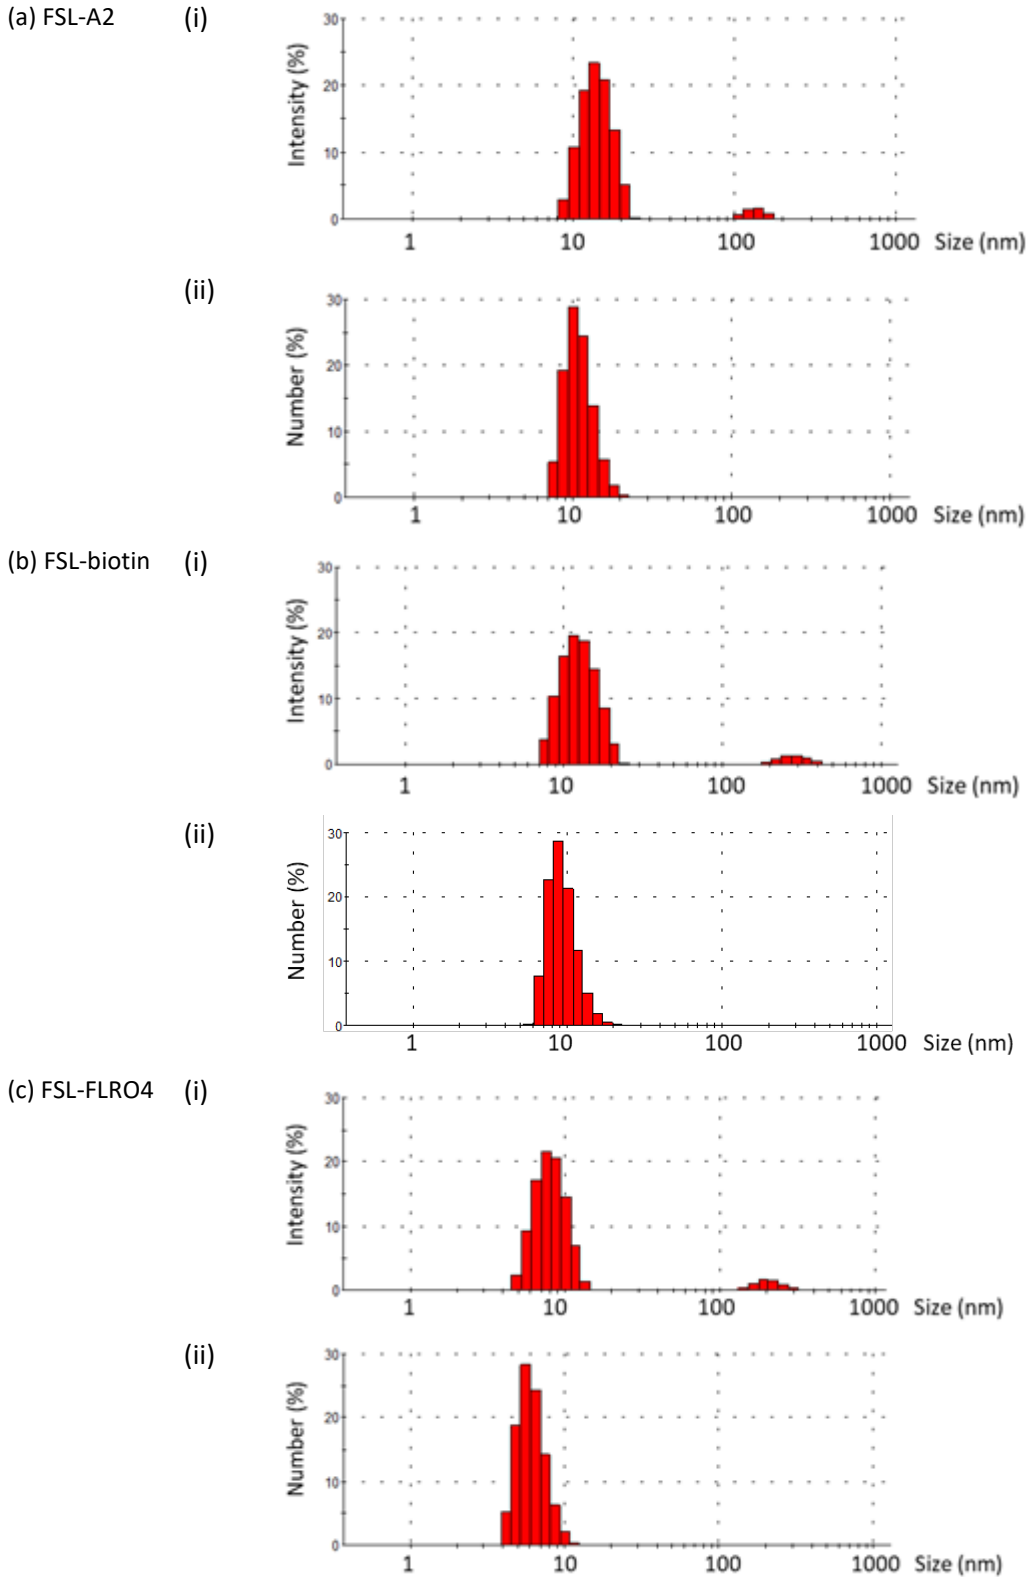 (a) FSL-A2 (i)
Intensity (%)
30
20
10
0
1 10 100 1000 Size (nm)
(ii)
Number (%)
30
20
10
0
1 10 100 1000 Size (nm)
(b) FSL-biotin (i)
Intensity (%)
30
20
10
0
1 10 100 1000 Size (nm)
(ii)
Number (%)
30
20
10
0
1 10 100 1000 Size (nm)
(c) FSL-FLRO4 (i)
Intensity (%)
30
20
10
0
1 10 100 1000 Size (nm)
(ii)
Number (%)
30
20
10
0
1 10 100 1000 Size (nm)